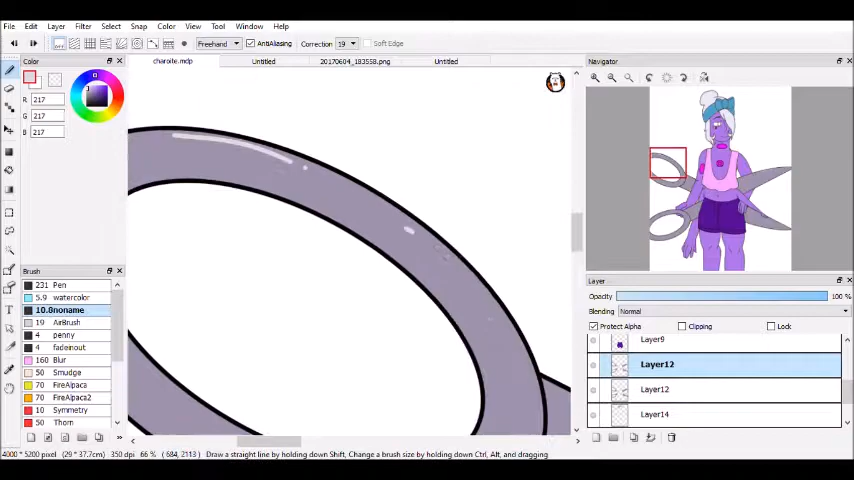 File Edit Layer Filter Select Snap Color View Tool Window Help
OFF Freehand AntiAliasing Correction 19 Soft Edge
Color charoite.mdp Untitled 20170604_183558.png Untitled Navigator
R 217
G 217
B 217
Brush
231 Pen
5.9 watercolor
10.8 noname
19 AirBrush
4 penny
4 fadeinout
160 Blur
50 Smudge
70 FireAlpaca
70 FireAlpaca2
10 Symmetry
50 Thorn
Layer
Opacity 100 %
Blending Normal
Protect Alpha Clipping Lock
Layer9
Layer12
Layer12
Layer14
4000 * 5200 pixel (29 * 37.7cm) 350 dpi 66 % ( 684, 2113 ) Draw a straight line by holding down Shift, Change a brush size by holding down Ctrl, Alt, and dragging